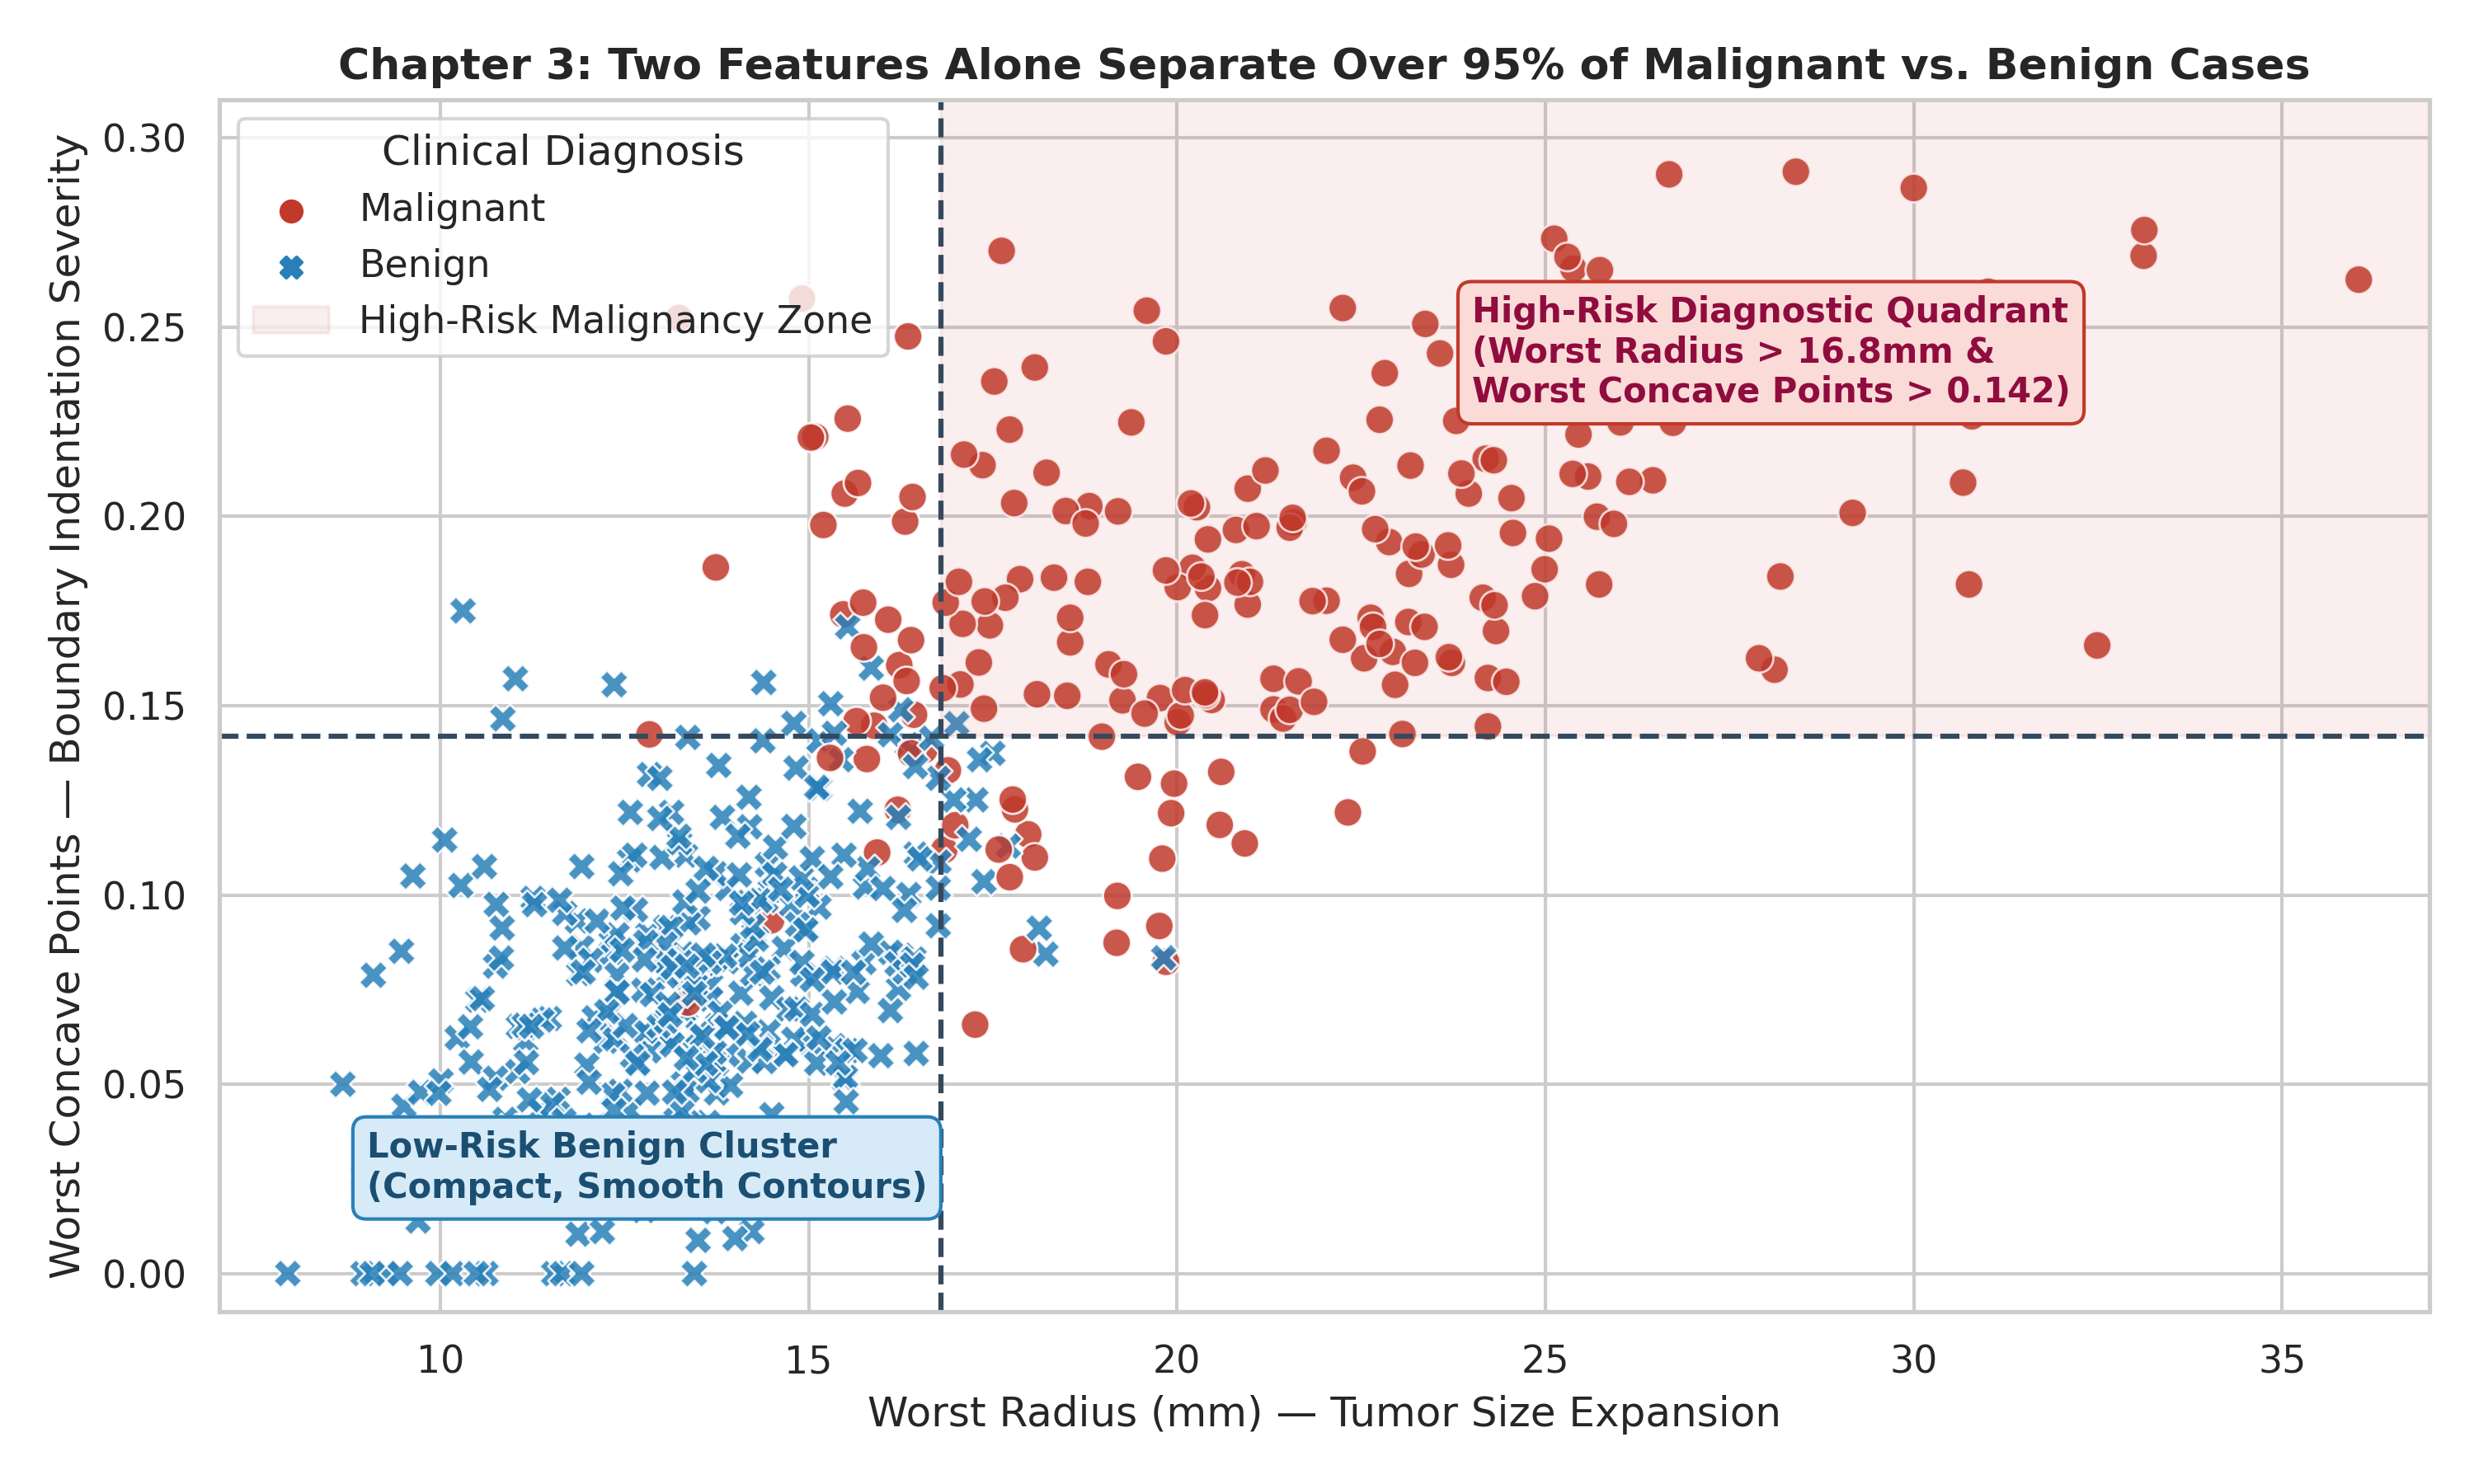 Chapter 3: Two Features Alone Separate Over 95% of Malignant vs. Benign Cases
Worst Concave Points — Boundary Indentation Severity
0.30
0.25
0.20
0.15
0.10
0.05
0.00
Clinical Diagnosis
Malignant
Benign
High-Risk Malignancy Zone
High-Risk Diagnostic Quadrant
(Worst Radius > 16.8mm &
Worst Concave Points > 0.142)
Low-Risk Benign Cluster
(Compact, Smooth Contours)
10
15
20
25
30
35
Worst Radius (mm) — Tumor Size Expansion